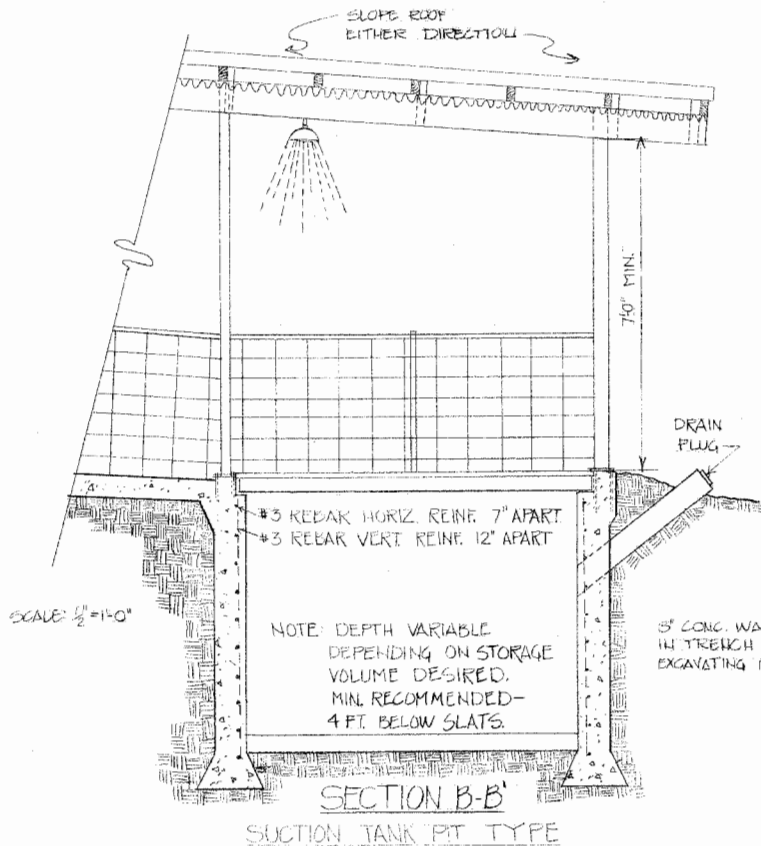 SLOPE ROOF
EITHER DIRECTION
7'-0" MIN.
DRAIN
PLUG
#3 REBAR HORIZ. REINF. 7" APART.
#3 REBAR VERT. REINF. 12" APART
SCALE: 1/2"=1'-0"
NOTE: DEPTH VARIABLE
DEPENDING ON STORAGE
VOLUME DESIRED.
MIN. RECOMMENDED-
4 FT. BELOW SLATS.
CONC.
IN TRENCH
EXCAVATING
SECTION B-B'
SUCTION TANK PIT TYPE